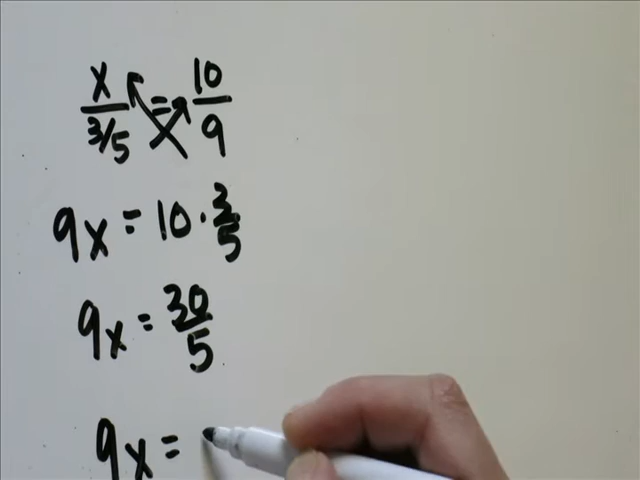 x/(3/5) = 10/9
9x = 10 · 3/5
9x = 30/5
9x =